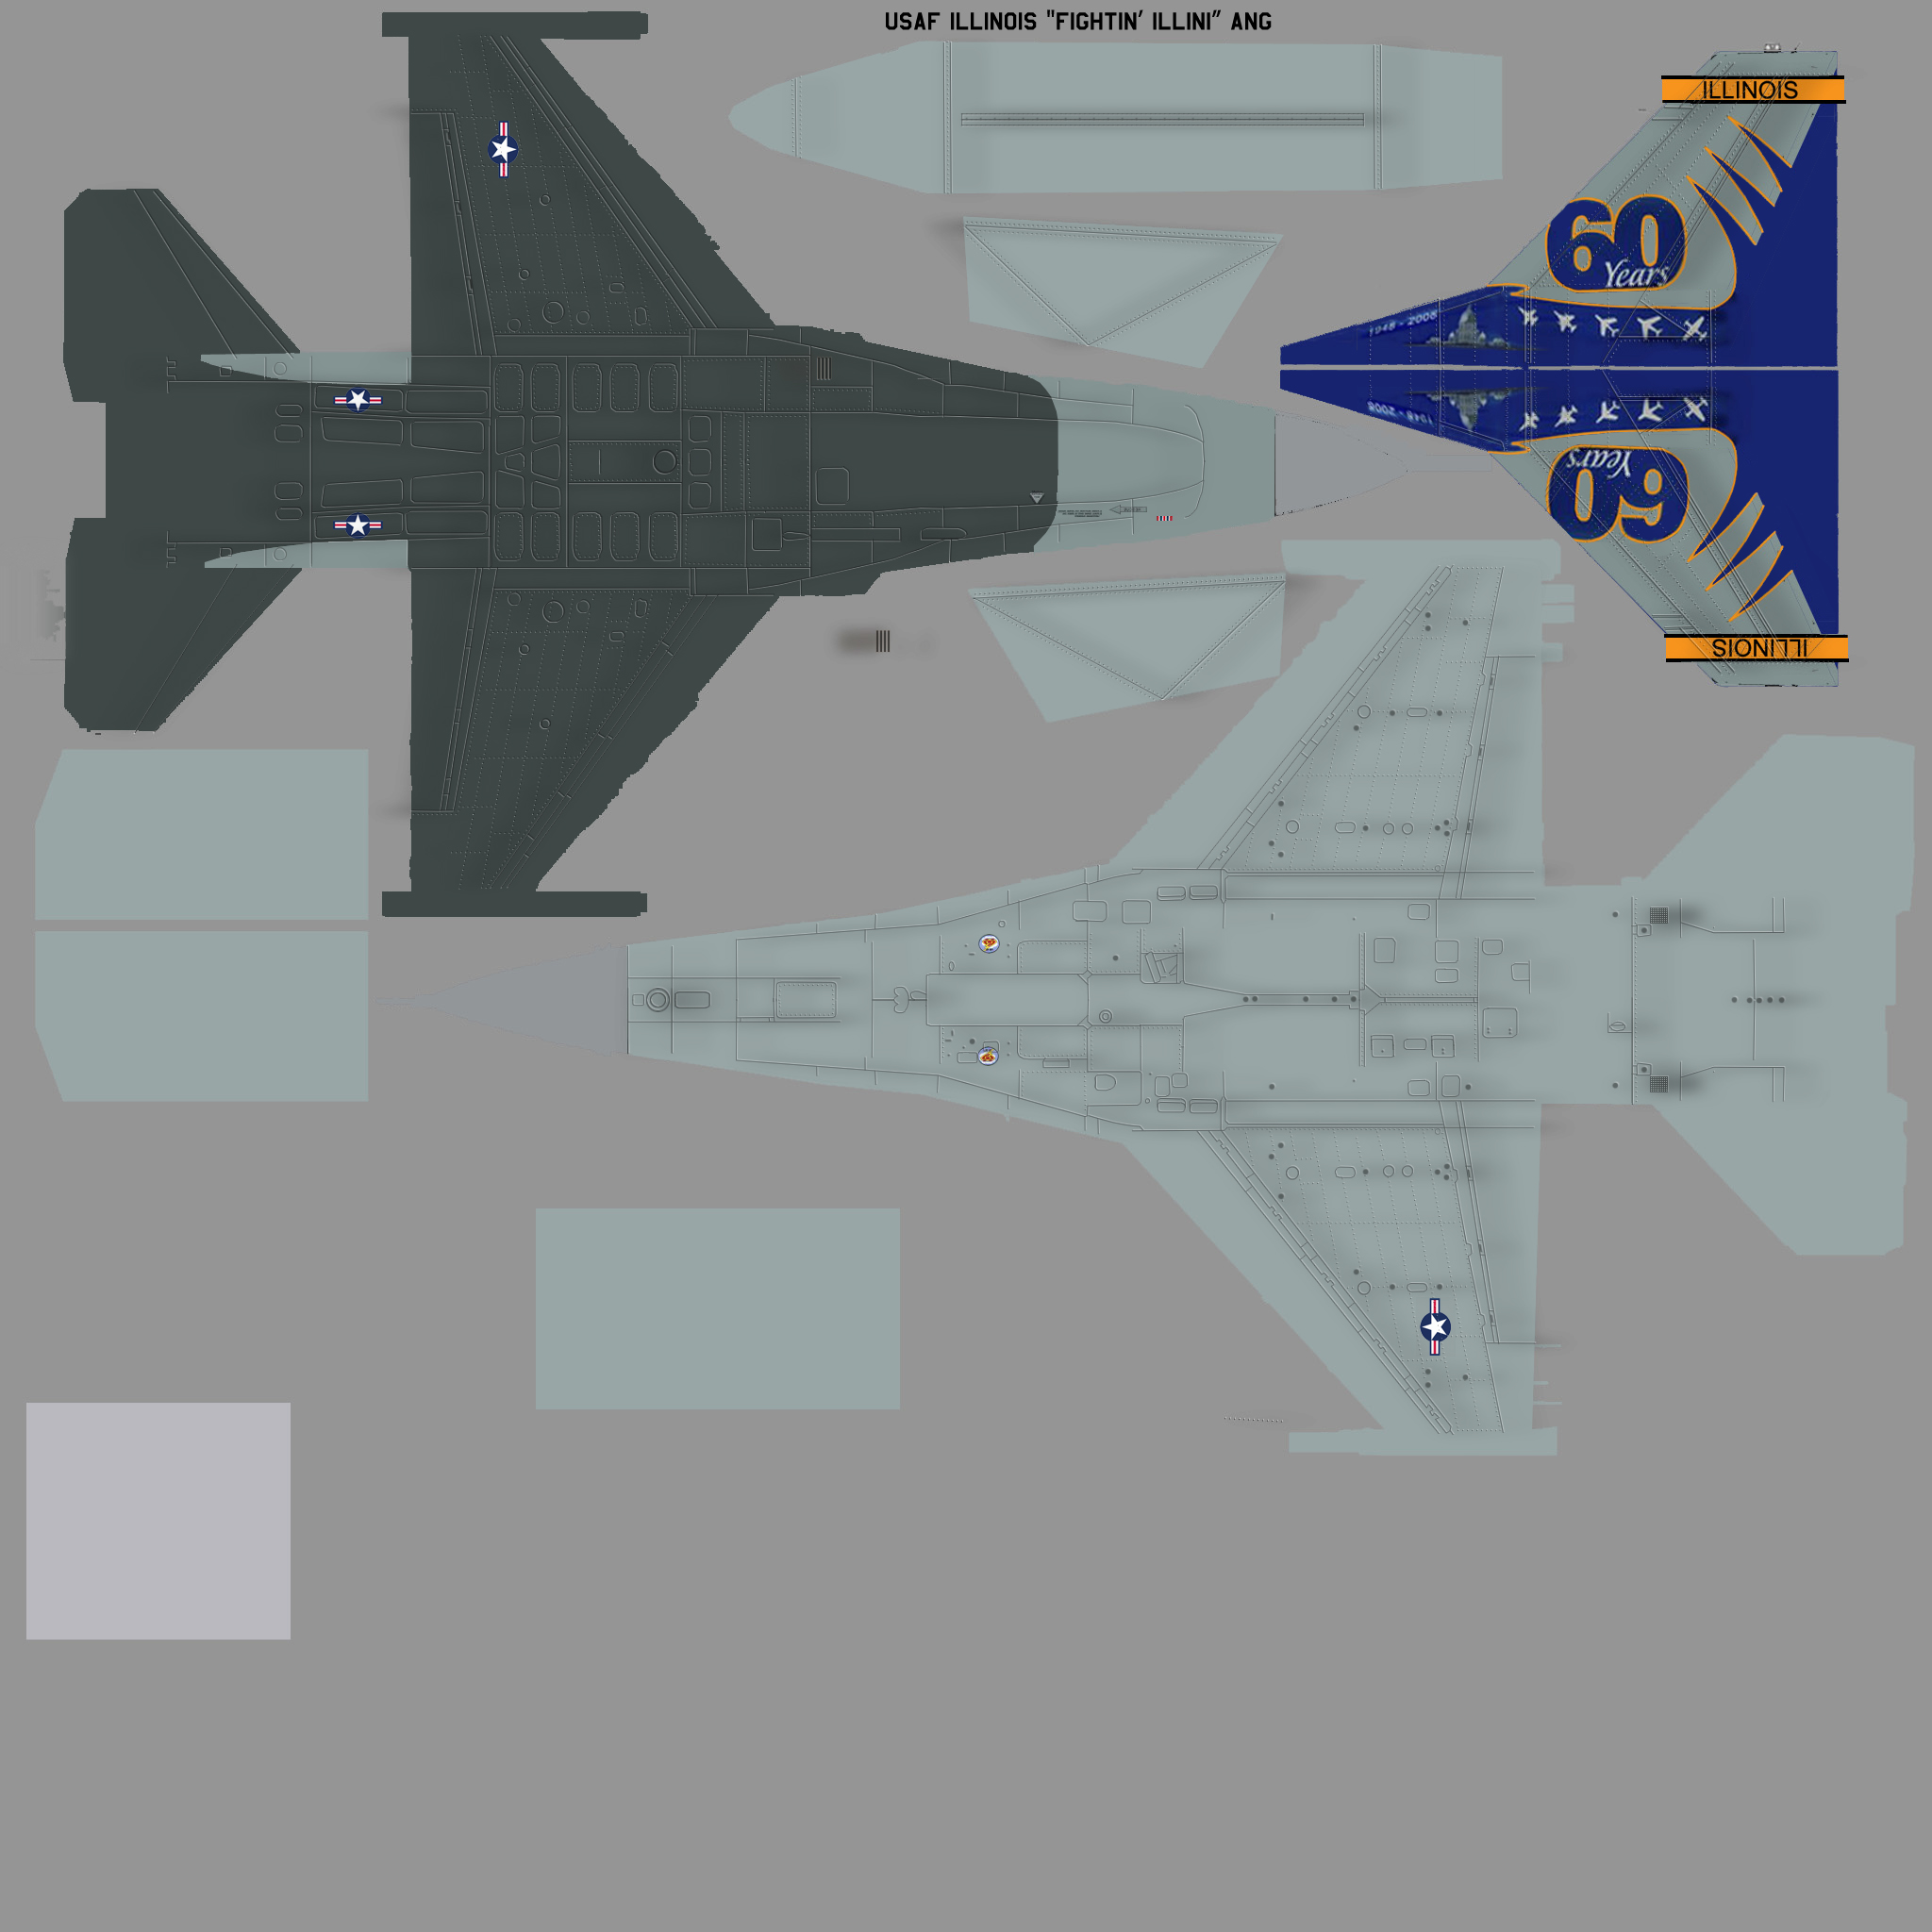 USAF ILLINOIS "FIGHTIN' ILLINI" ANG
ILLINOIS
60
Years
1948 - 2008
1948 - 2008
Years
60
ILLINOIS